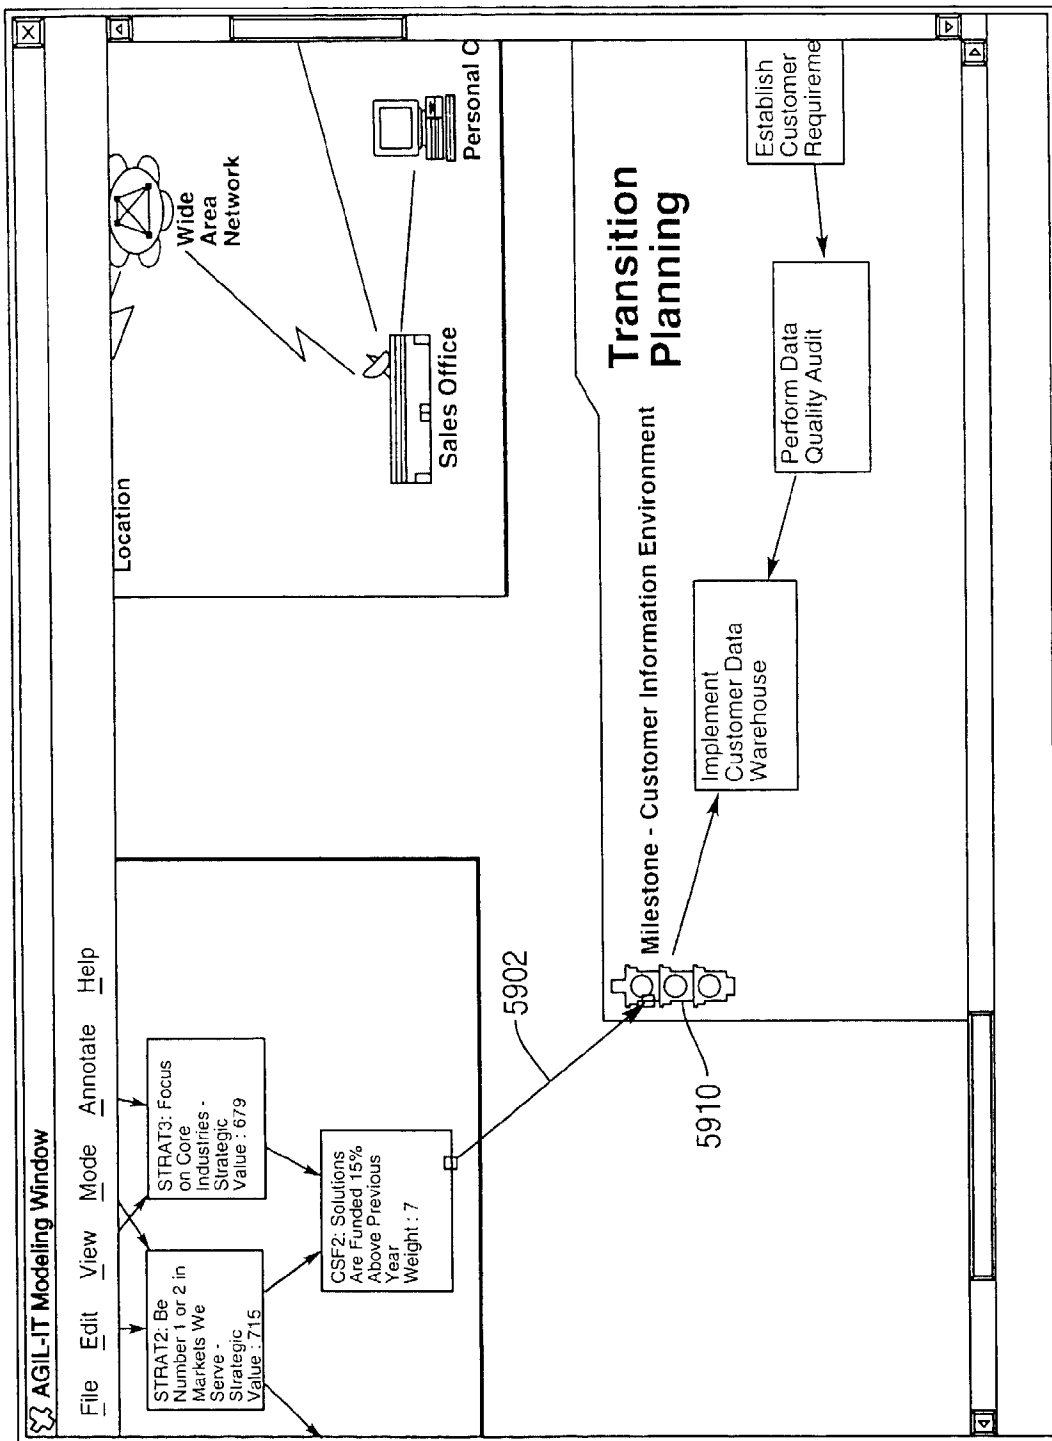 AGIL-IT Modeling Window
File Edit View Mode Annotate Help
STRAT2: Be
Number 1 or 2 in
Markets We
Serve -
Strategic
Value : 715
STRAT3: Focus
on Core
Industries -
Strategic
Value : 679
CSF2: Solutions
Are Funded 15%
Above Previous
Year
Weight : 7
5902
5910
Location
Wide
Area
Network
Sales Office
Personal C
Transition
Planning
Milestone - Customer Information Environment
Implement
Customer Data
Warehouse
Perform Data
Quality Audit
Establish
Customer
Requireme